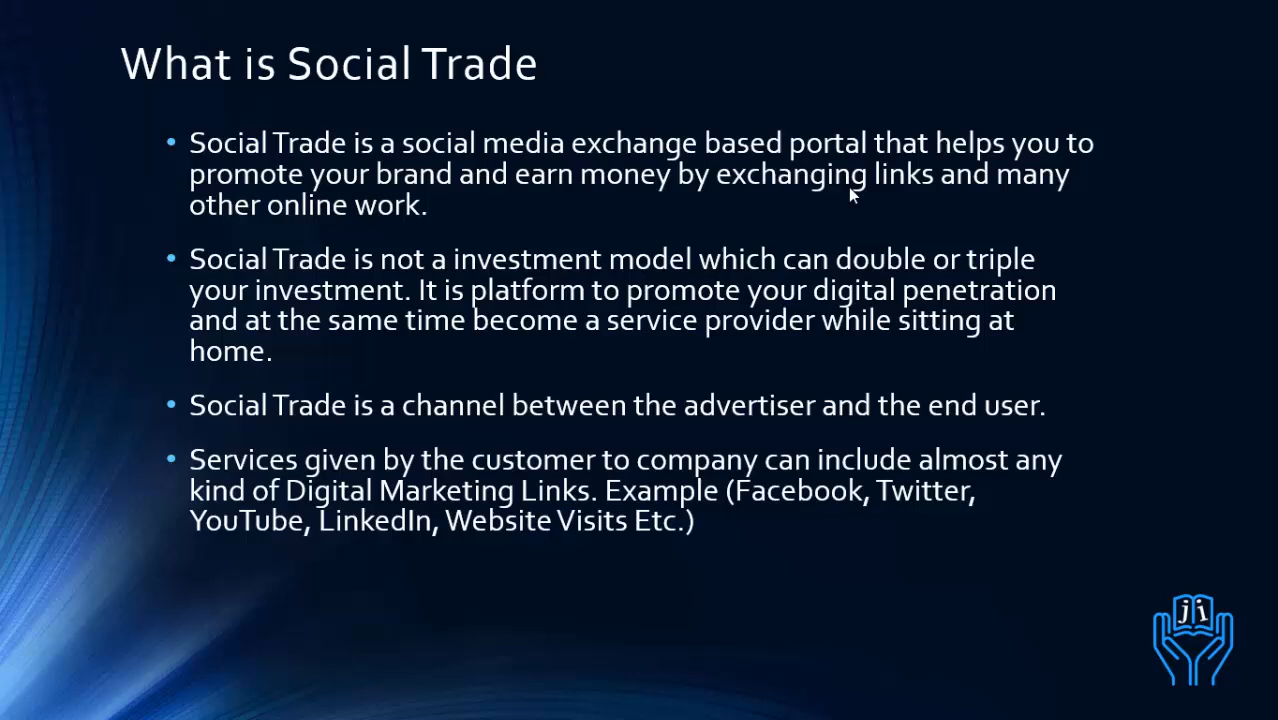 What is Social Trade
• Social Trade is a social media exchange based portal that helps you to
promote your brand and earn money by exchanging links and many
other online work.
• Social Trade is not a investment model which can double or triple
your investment. It is platform to promote your digital penetration
and at the same time become a service provider while sitting at
home.
• Social Trade is a channel between the advertiser and the end user.
• Services given by the customer to company can include almost any
kind of Digital Marketing Links. Example (Facebook, Twitter,
YouTube, LinkedIn, Website Visits Etc.)
ji